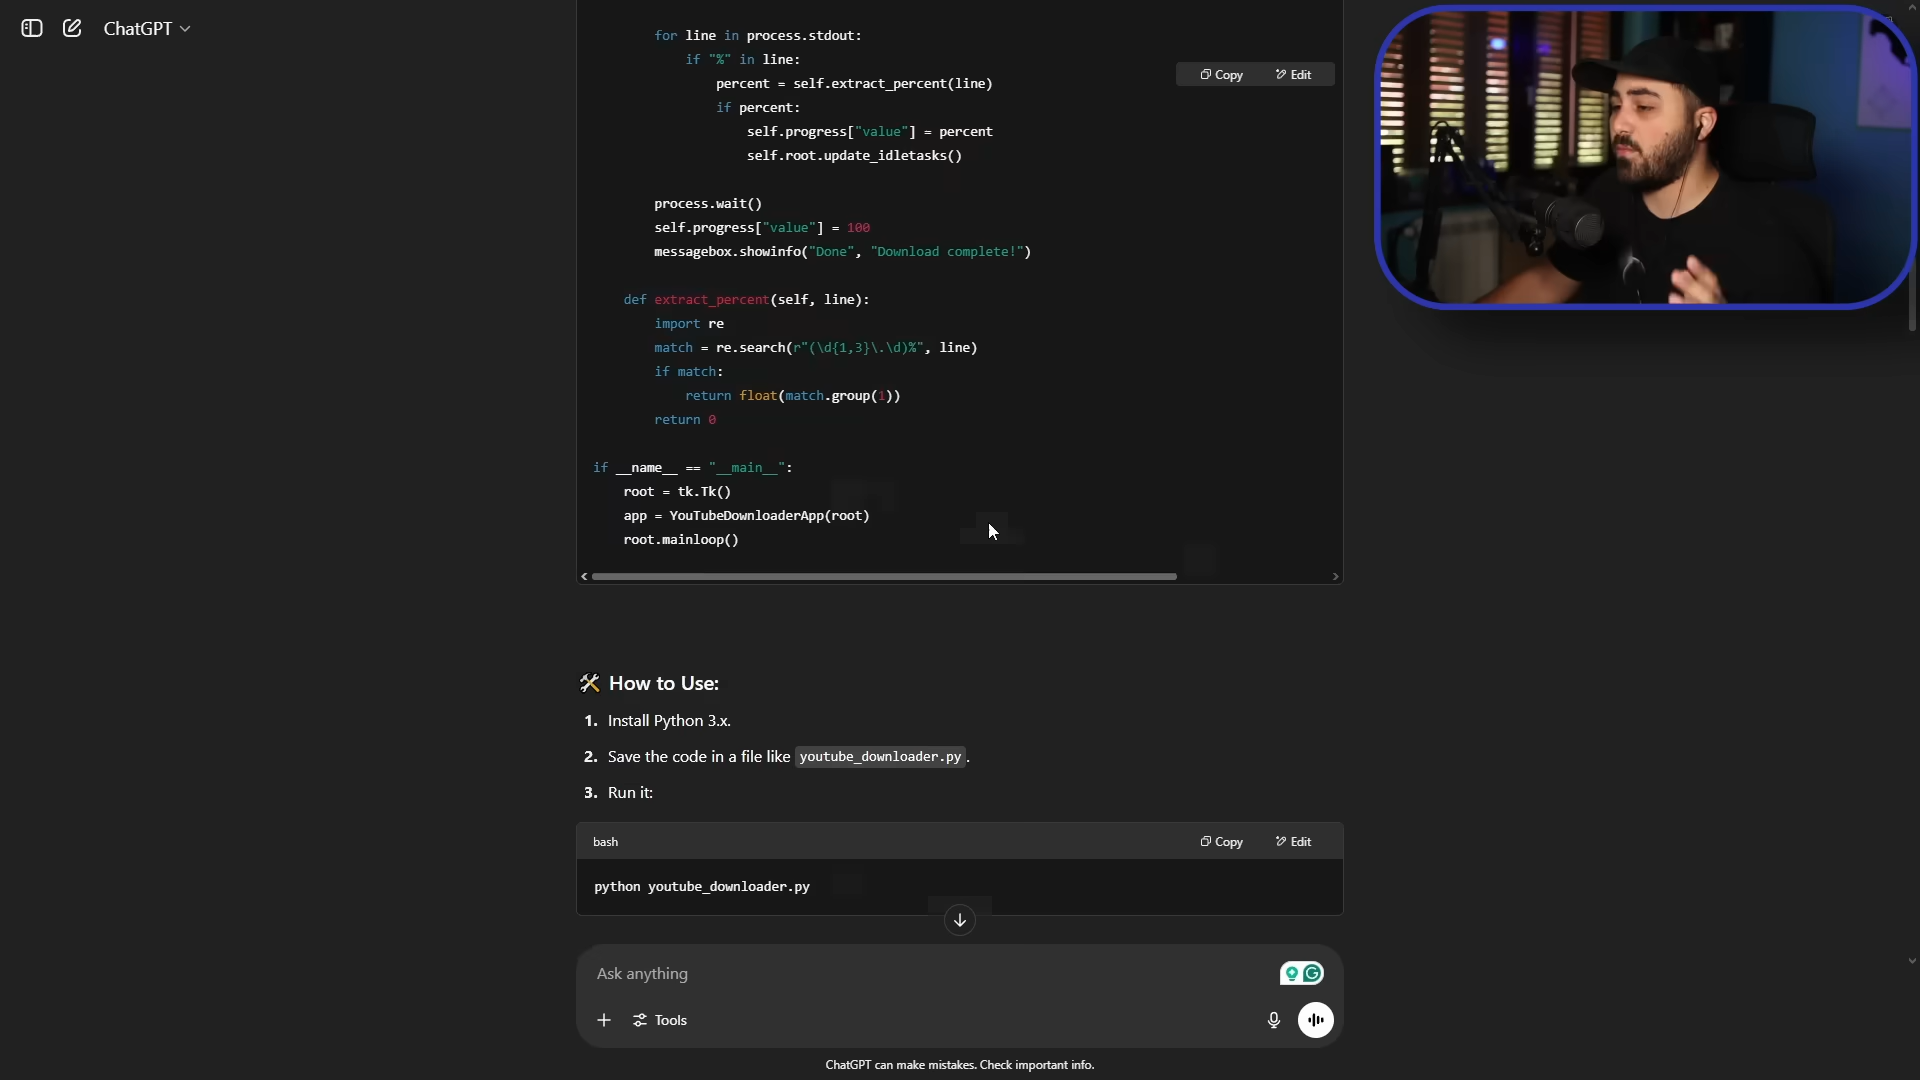 ChatGPT
for line in process.stdout:
if "%" in line:
percent = self.extract_percent(line)
if percent:
self.progress["value"] = percent
self.root.update_idletasks()
Copy
Edit
process.wait()
self.progress["value"] = 100
messagebox.showinfo("Done", "Download complete!")
def extract_percent(self, line):
import re
match = re.search(r"(\d{1,3}\.\d)%", line)
if match:
return float(match.group(1))
return 0
if __name__ == "__main__":
root = tk.Tk()
app = YouTubeDownloaderApp(root)
root.mainloop()
How to Use:
1. Install Python 3.x.
2. Save the code in a file like youtube_downloader.py.
3. Run it:
bash
Copy
Edit
python youtube_downloader.py
Ask anything
Tools
ChatGPT can make mistakes. Check important info.